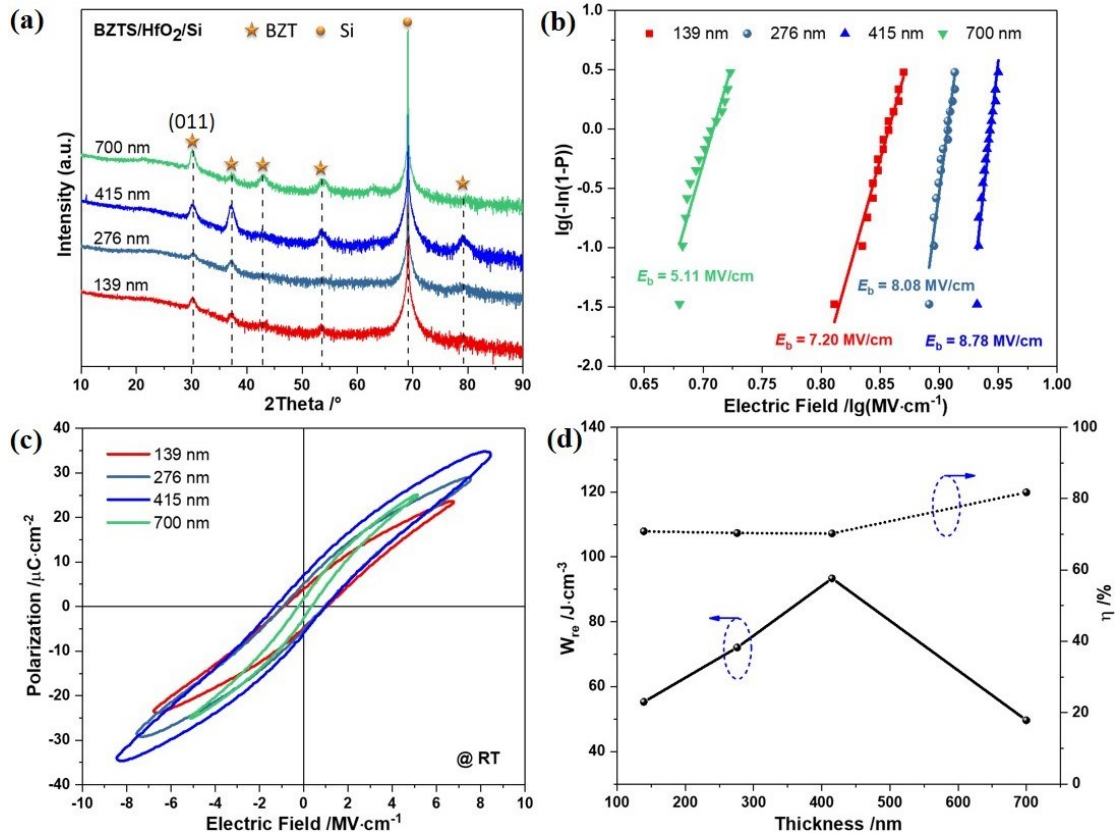 (a)
BZTS/HfO₂/Si
BZT
Si
(011)
700 nm
415 nm
276 nm
139 nm
Intensity (a.u.)
10 20 30 40 50 60 70 80 90
2Theta /°
(b)
139 nm 276 nm 415 nm 700 nm
0.5
0.0
-0.5
-1.0
-1.5
-2.0
lg(-ln(1-P))
E_b = 5.11 MV/cm
E_b = 8.08 MV/cm
E_b = 7.20 MV/cm
E_b = 8.78 MV/cm
0.65 0.70 0.75 0.80 0.85 0.90 0.95 1.00
Electric Field /lg(MV·cm⁻¹)
(c)
139 nm
276 nm
415 nm
700 nm
40
30
20
10
0
-10
-20
-30
-40
Polarization /μC·cm⁻²
@ RT
-10 -8 -6 -4 -2 0 2 4 6 8 10
Electric Field /MV·cm⁻¹
(d)
140
120
100
80
60
40
W_re /J·cm⁻³
100
80
60
40
20
0
η /%
100 200 300 400 500 600 700
Thickness /nm